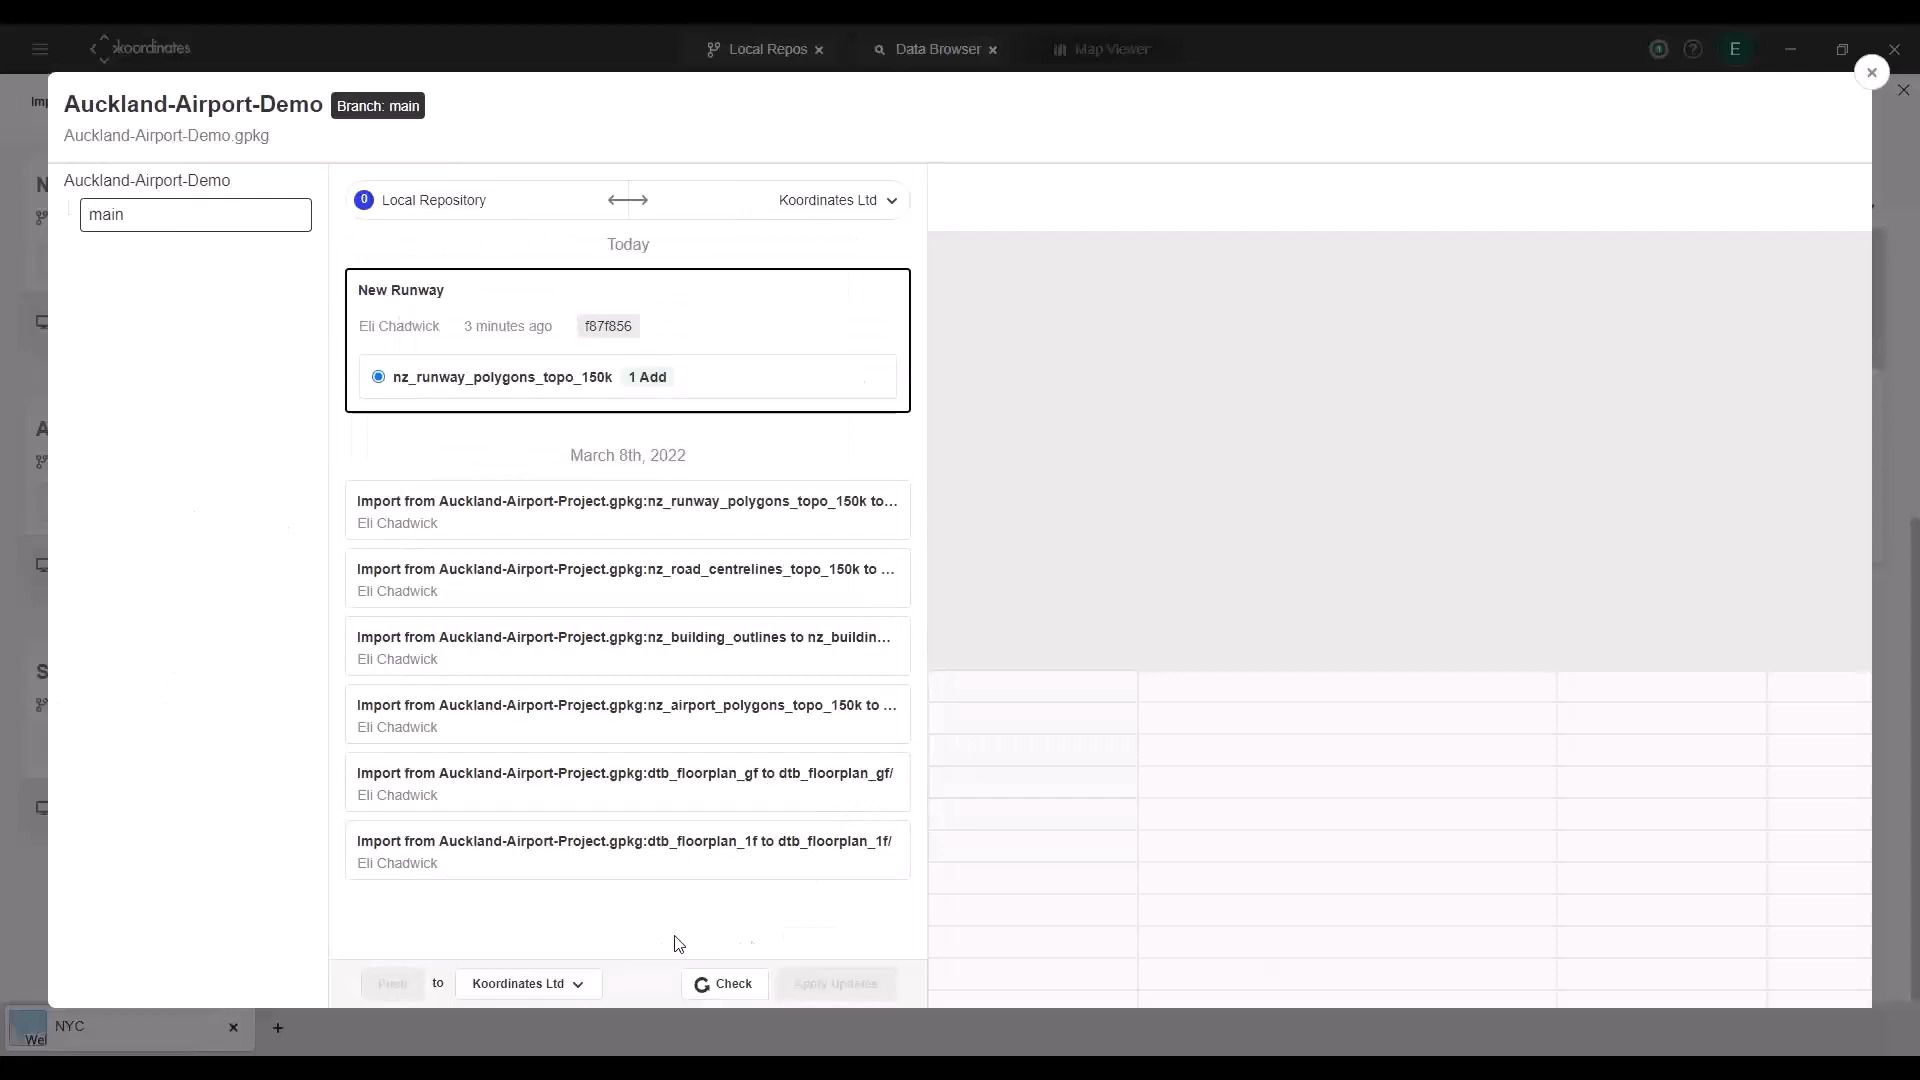 koordinates
Local Repos
Data Browser
Map Viewer
E
Auckland-Airport-Demo
Branch: main
Auckland-Airport-Demo.gpkg
Auckland-Airport-Demo
main
0 Local Repository
Koordinates Ltd
Today
New Runway
Eli Chadwick 3 minutes ago f87f856
nz_runway_polygons_topo_150k 1 Add
March 8th, 2022
Import from Auckland-Airport-Project.gpkg:nz_runway_polygons_topo_150k to...
Eli Chadwick
Import from Auckland-Airport-Project.gpkg:nz_road_centrelines_topo_150k to ...
Eli Chadwick
Import from Auckland-Airport-Project.gpkg:nz_building_outlines to nz_buildin...
Eli Chadwick
Import from Auckland-Airport-Project.gpkg:nz_airport_polygons_topo_150k to ...
Eli Chadwick
Import from Auckland-Airport-Project.gpkg:dtb_floorplan_gf to dtb_floorplan_gf/
Eli Chadwick
Import from Auckland-Airport-Project.gpkg:dtb_floorplan_1f to dtb_floorplan_1f/
Eli Chadwick
Push to Koordinates Ltd
Check
Apply Updates
NYC
Wel